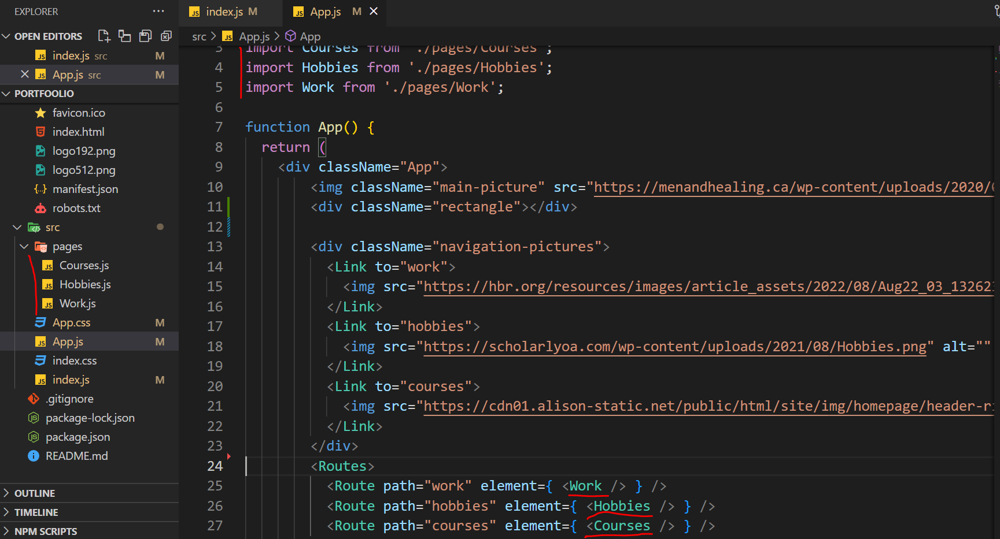 EXPLORER
OPEN EDITORS
index.js src M
App.js src M
PORTFOOLIO
favicon.ico
index.html
logo192.png
logo512.png
manifest.json
robots.txt
src
pages
Courses.js
Hobbies.js
Work.js
App.css M
App.js M
index.css
index.js M
.gitignore
package-lock.json
package.json
README.md
OUTLINE
TIMELINE
NPM SCRIPTS
index.js M
App.js M
src > App.js > App
3 import Courses from './pages/Courses';
4 import Hobbies from './pages/Hobbies';
5 import Work from './pages/Work';
6
7 function App() {
8 return (
9 <div className="App">
10 <img className="main-picture" src="https://menandhealing.ca/wp-content/uploads/2020/
11 <div className="rectangle"></div>
12
13 <div className="navigation-pictures">
14 <Link to="work">
15 <img src="https://hbr.org/resources/images/article_assets/2022/08/Aug22_03_13262
16 </Link>
17 <Link to="hobbies">
18 <img src="https://scholarlyoa.com/wp-content/uploads/2021/08/Hobbies.png" alt=""
19 </Link>
20 <Link to="courses">
21 <img src="https://cdn01.alison-static.net/public/html/site/img/homepage/header-r
22 </Link>
23 </div>
24 <Routes>
25 <Route path="work" element={ <Work /> } />
26 <Route path="hobbies" element={ <Hobbies /> } />
27 <Route path="courses" element={ <Courses /> } />